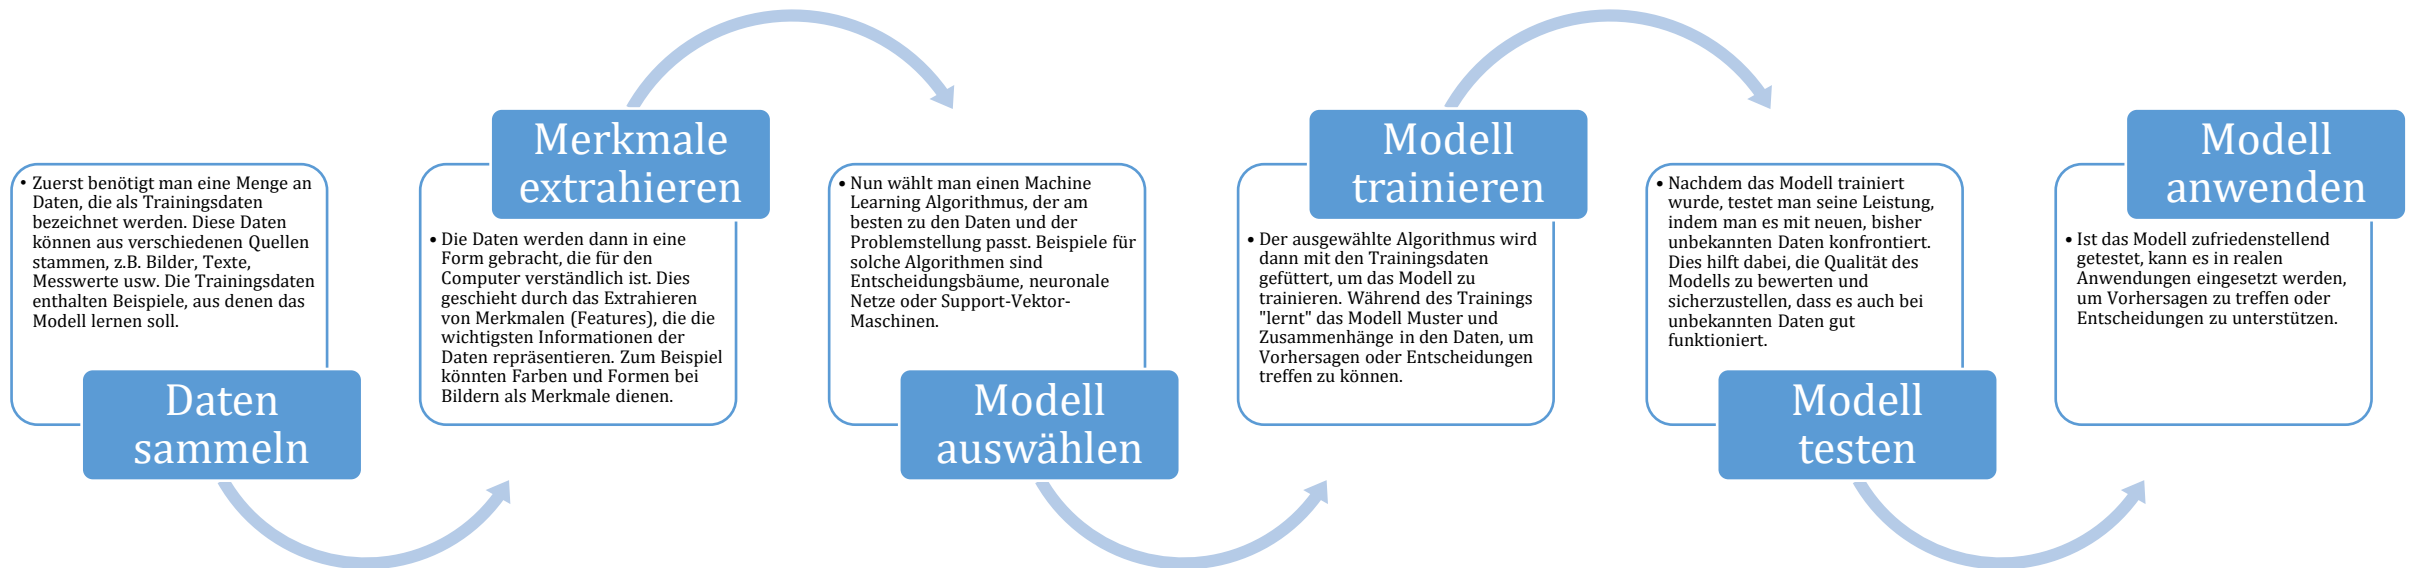 • Zuerst benötigt man eine Menge an
Daten, die als Trainingsdaten
bezeichnet werden. Diese Daten
können aus verschiedenen Quellen
stammen, z.B. Bilder, Texte,
Messwerte usw. Die Trainingsdaten
enthalten Beispiele, aus denen das
Modell lernen soll.
Daten
sammeln
Merkmale
extrahieren
• Die Daten werden dann in eine
Form gebracht, die für den
Computer verständlich ist. Dies
geschieht durch das Extrahieren
von Merkmalen (Features), die die
wichtigsten Informationen der
Daten repräsentieren. Zum Beispiel
könnten Farben und Formen bei
Bildern als Merkmale dienen.
• Nun wählt man einen Machine
Learning Algorithmus, der am
besten zu den Daten und der
Problemstellung passt. Beispiele für
solche Algorithmen sind
Entscheidungsbäume, neuronale
Netze oder Support-Vektor-
Maschinen.
Modell
auswählen
Modell
trainieren
• Der ausgewählte Algorithmus wird
dann mit den Trainingsdaten
gefüttert, um das Modell zu
trainieren. Während des Trainings
"lernt" das Modell Muster und
Zusammenhänge in den Daten, um
Vorhersagen oder Entscheidungen
treffen zu können.
• Nachdem das Modell trainiert
wurde, testet man seine Leistung,
indem man es mit neuen, bisher
unbekannten Daten konfrontiert.
Dies hilft dabei, die Qualität des
Modells zu bewerten und
sicherzustellen, dass es auch bei
unbekannten Daten gut
funktioniert.
Modell
testen
Modell
anwenden
• Ist das Modell zufriedenstellend
getestet, kann es in realen
Anwendungen eingesetzt werden,
um Vorhersagen zu treffen oder
Entscheidungen zu unterstützen.